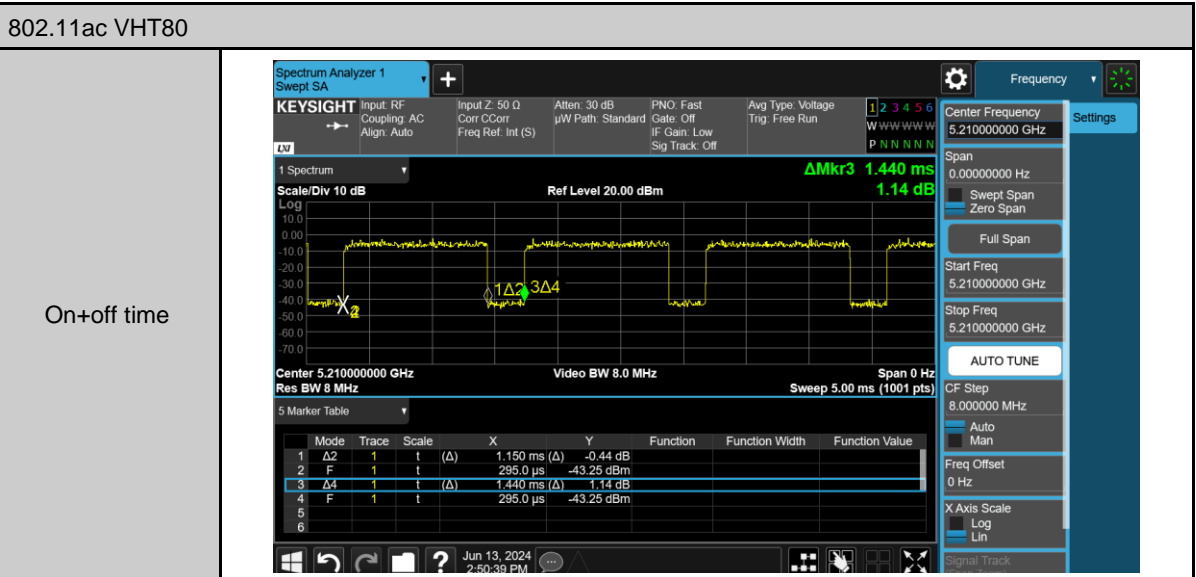 802.11ac VHT80
On+off time
Spectrum Analyzer 1
Swept SA
+
Frequency
KEYSIGHT
Input: RF
Coupling: AC
Align: Auto
Input Z: 50 Ω
Corr CCorr
Freq Ref: Int (S)
Atten: 30 dB
µW Path: Standard
PNO: Fast
Gate: Off
IF Gain: Low
Sig Track: Off
Avg Type: Voltage
Trig: Free Run
1 2 3 4 5 6
W W W W W W
P N N N N N
LXI
1 Spectrum
ΔMkr3 1.440 ms
1.14 dB
Scale/Div 10 dB
Ref Level 20.00 dBm
Log
10.0
0.00
-10.0
-20.0
-30.0
-40.0
-50.0
-60.0
-70.0
1Δ2
3Δ4
Center 5.210000000 GHz
Video BW 8.0 MHz
Span 0 Hz
Res BW 8 MHz
Sweep 5.00 ms (1001 pts)
5 Marker Table
Mode Trace Scale X Y Function Function Width Function Value
1 Δ2 1 t (Δ) 1.150 ms (Δ) -0.44 dB
2 F 1 t 295.0 µs -43.25 dBm
3 Δ4 1 t (Δ) 1.440 ms (Δ) 1.14 dB
4 F 1 t 295.0 µs -43.25 dBm
5
6
?
Jun 13, 2024
2:50:39 PM
Center Frequency
5.210000000 GHz
Settings
Span
0.00000000 Hz
Swept Span
Zero Span
Full Span
Start Freq
5.210000000 GHz
Stop Freq
5.210000000 GHz
AUTO TUNE
CF Step
8.000000 MHz
Auto
Man
Freq Offset
0 Hz
X Axis Scale
Log
Lin
Signal Track